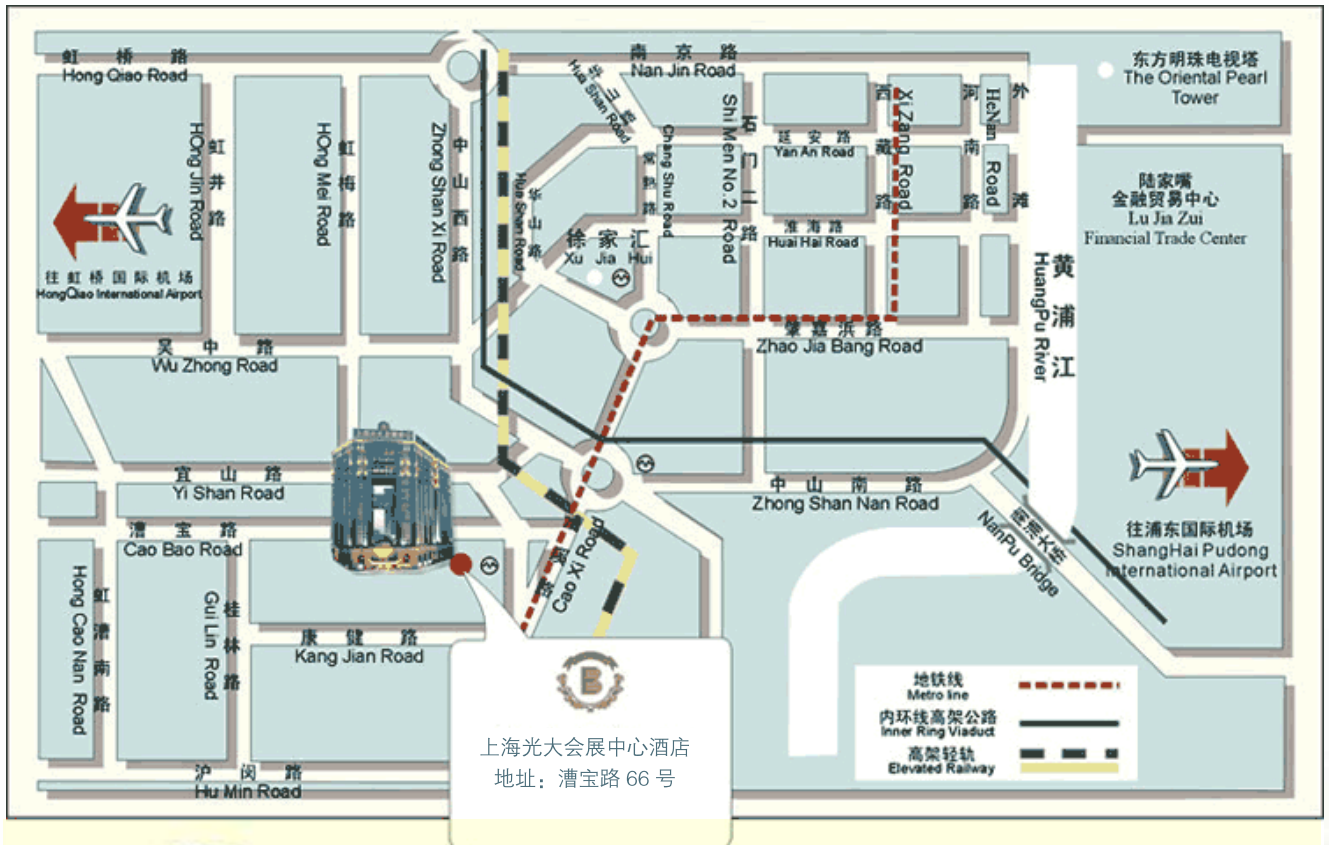 虹桥路
Hong Qiao Road
南京路
Nan Jin Road
东方明珠电视塔
The Oriental Pearl
Tower
华山路
Hua Shan Road
西藏路
Xi Zang Road
河南路
HeNan Road
外滩
石门二路
Shi Men No.2 Road
延安路
Yan An Road
常熟路
Chang Shu Road
虹井路
HOng Jin Road
虹梅路
HOng Mei Road
中山西路
Zhong Shan Xi Road
华山路
Hua Shan Road
陆家嘴
金融贸易中心
Lu Jia Zui
Financial Trade Center
淮海路
Huai Hai Road
徐家汇
Xu Jia Hui
往虹桥国际机场
HongQiao International Airport
黄浦江
HuangPu River
肇嘉浜路
Zhao Jia Bang Road
吴中路
Wu Zhong Road
宜山路
Yi Shan Road
中山南路
Zhong Shan Nan Road
漕宝路
Cao Bao Road
NanPu Bridge
往浦东国际机场
ShangHai Pudong
International Airport
Cao Xi Road
虹漕南路
Hong Cao Nan Road
桂林路
Gui Lin Road
康健路
Kang Jian Road
B
上海光大会展中心酒店
地址：漕宝路 66 号
地铁线
Metro line
内环线高架公路
Inner Ring Viaduct
高架轻轨
Elevated Railway
沪闵路
Hu Min Road